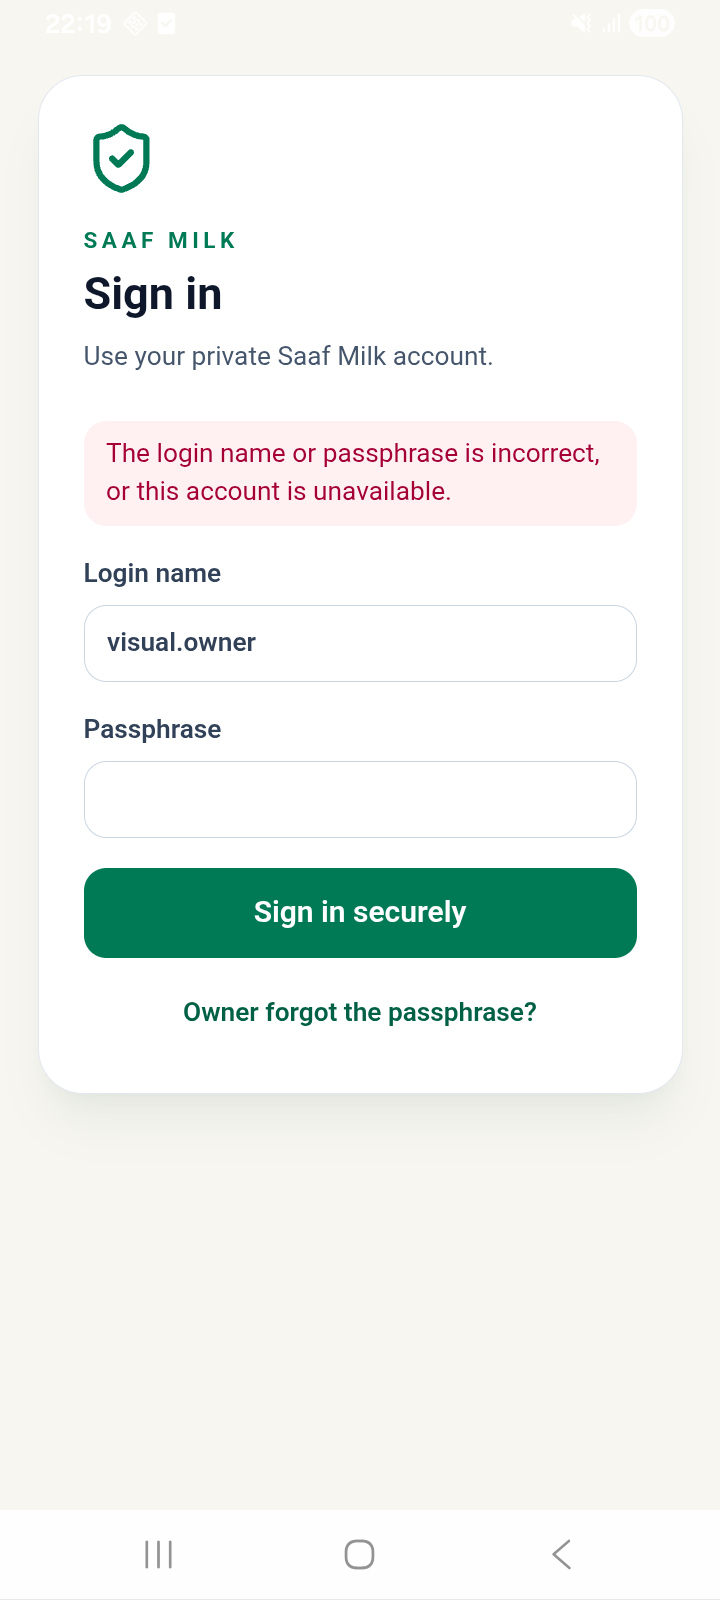 22:19
100
SAAF MILK
Sign in
Use your private Saaf Milk account.
The login name or passphrase is incorrect,
or this account is unavailable.
Login name
visual.owner
Passphrase
Sign in securely
Owner forgot the passphrase?